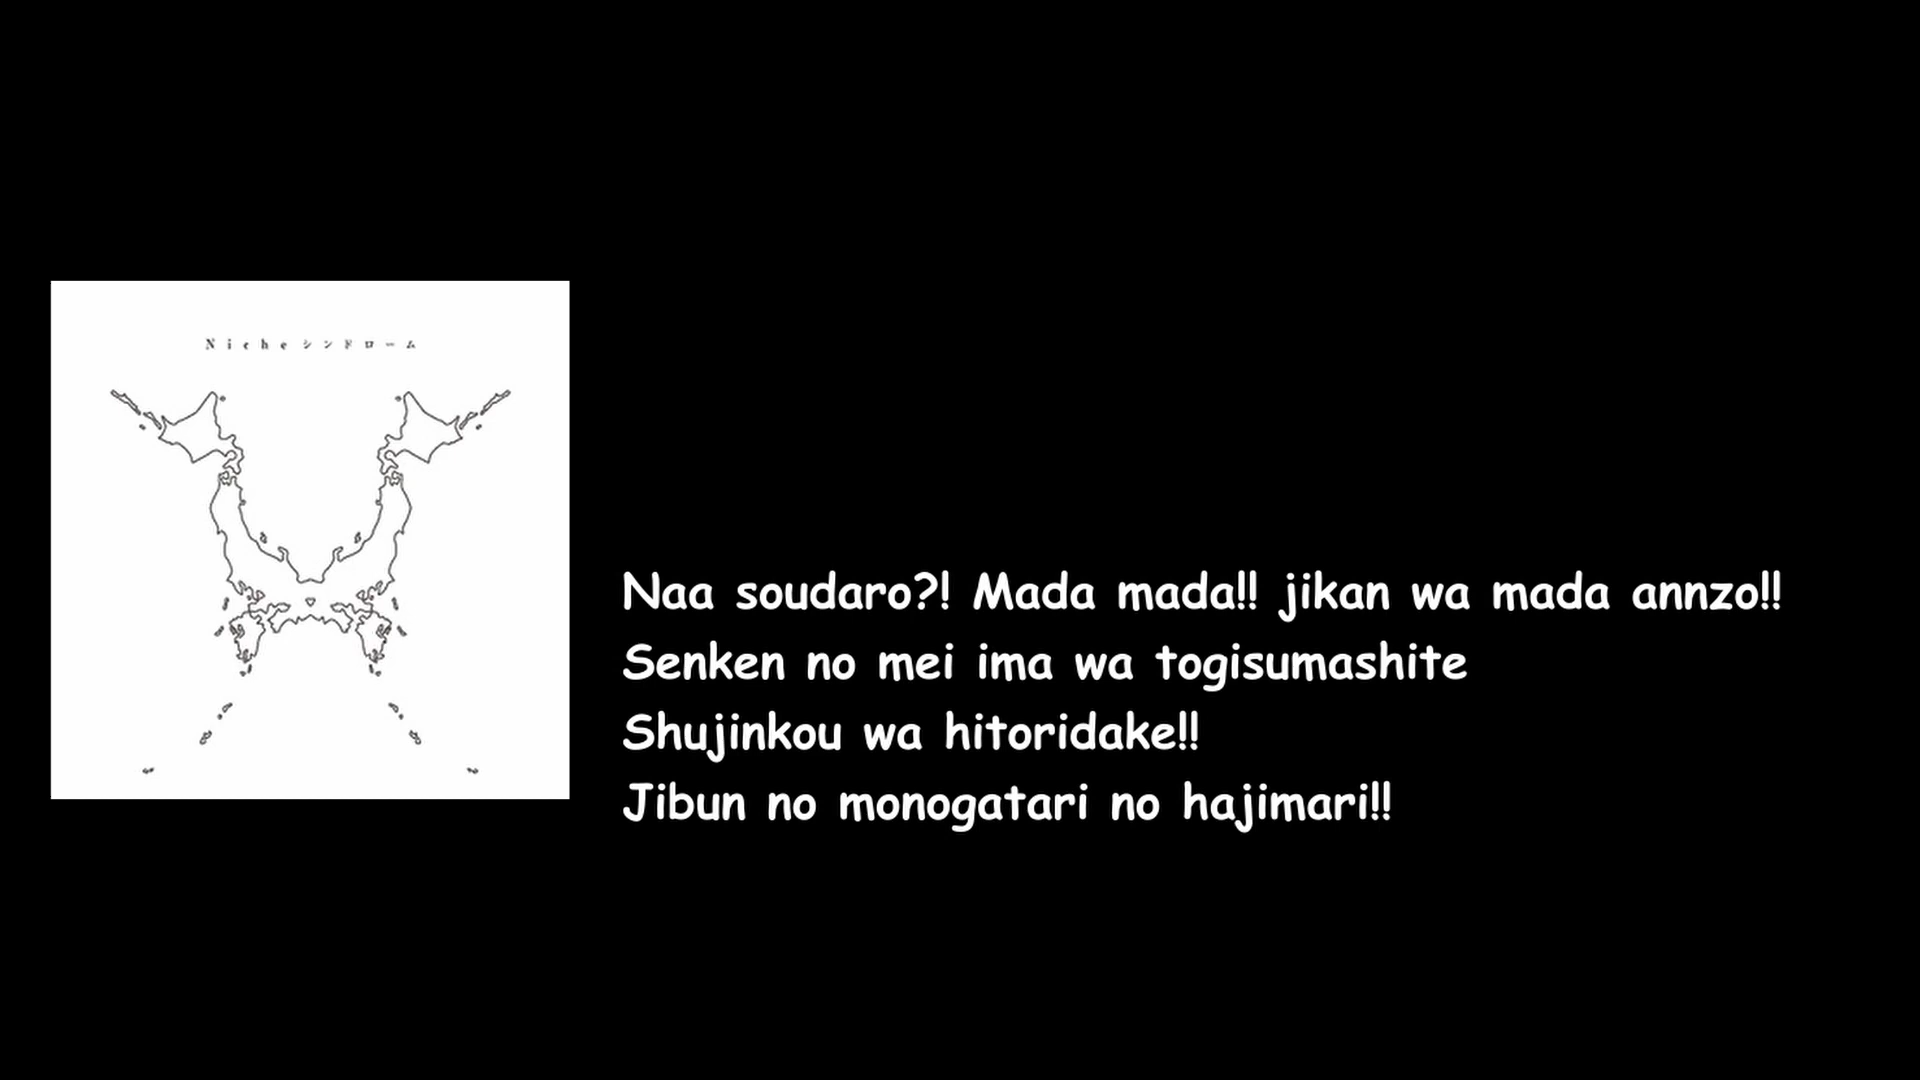 Niche シンドローム
Naa soudaro?! Mada mada!! jikan wa mada annzo!!
Senken no mei ima wa togisumashite
Shujinkou wa hitoridake!!
Jibun no monogatari no hajimari!!